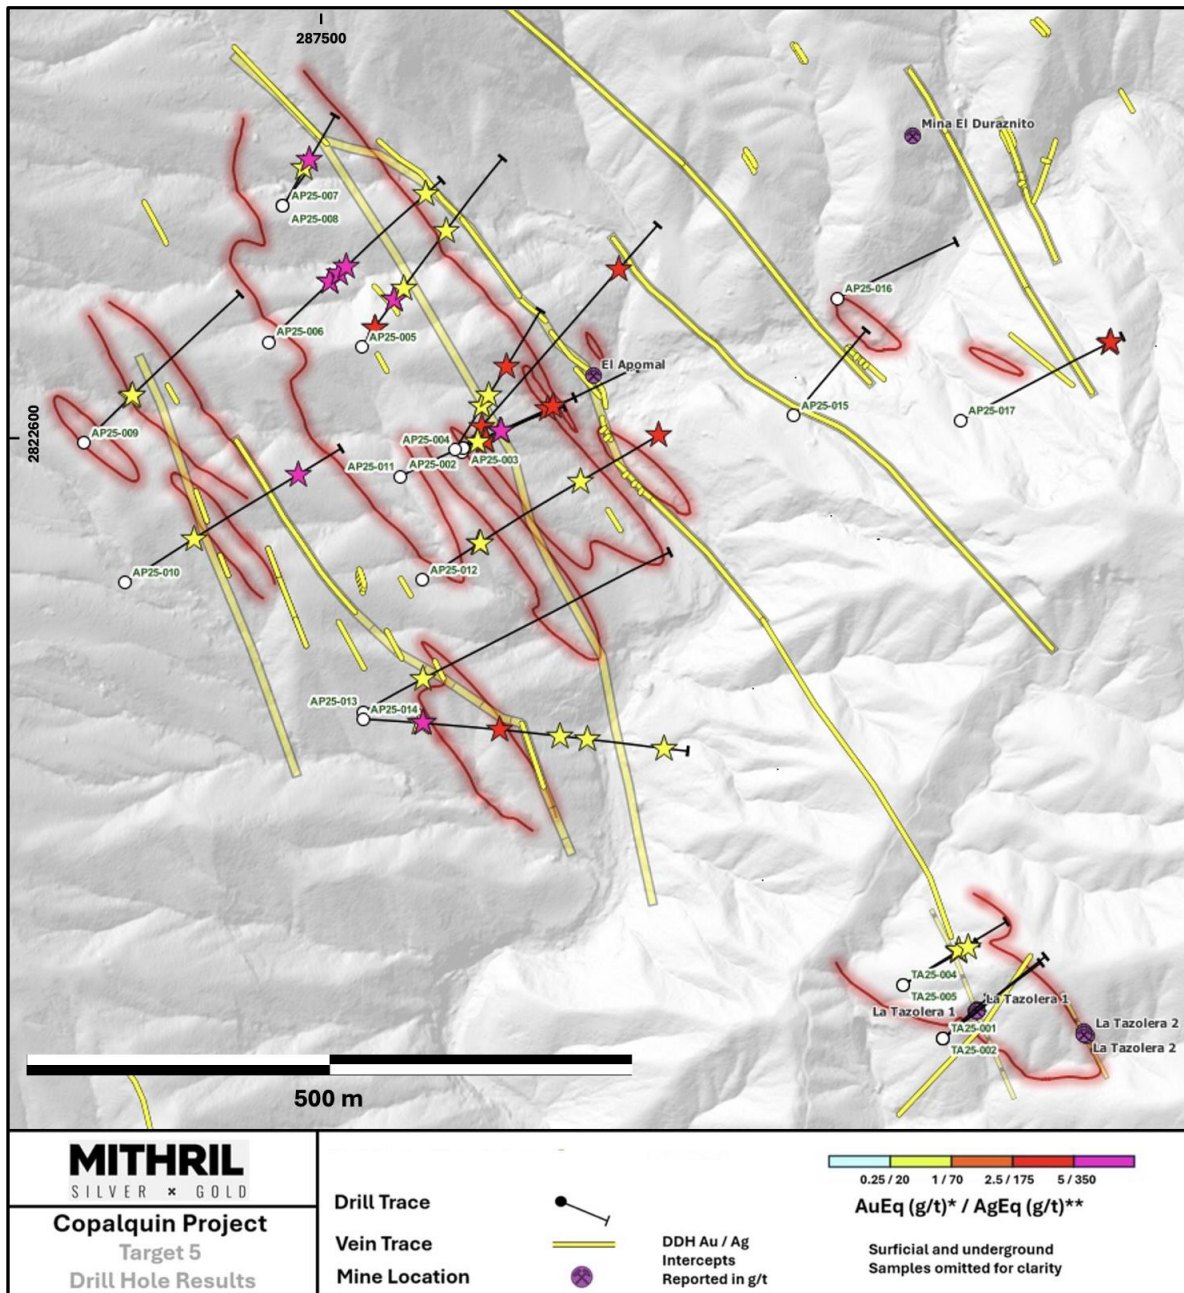 287500
2822600
Mina El Duraznito
AP25-007
AP25-008
AP25-016
AP25-006
AP25-005
El Apomal
AP25-017
AP25-015
AP25-009
AP25-004
AP25-011
AP25-002
AP25-003
AP25-010
AP25-012
AP25-013
AP25-014
TA25-004
TA25-005
La Tazolera 1
La Tazolera 1
TA25-001
TA25-002
La Tazolera 2
La Tazolera 2
500 m
MITHRIL
SILVER × GOLD
Copalquin Project
Target 5
Drill Hole Results
Drill Trace
Vein Trace
Mine Location
DDH Au / Ag
Intercepts
Reported in g/t
0.25 / 20
1 / 70
2.5 / 175
5 / 350
AuEq (g/t)* / AgEq (g/t)**
Surficial and underground
Samples omitted for clarity